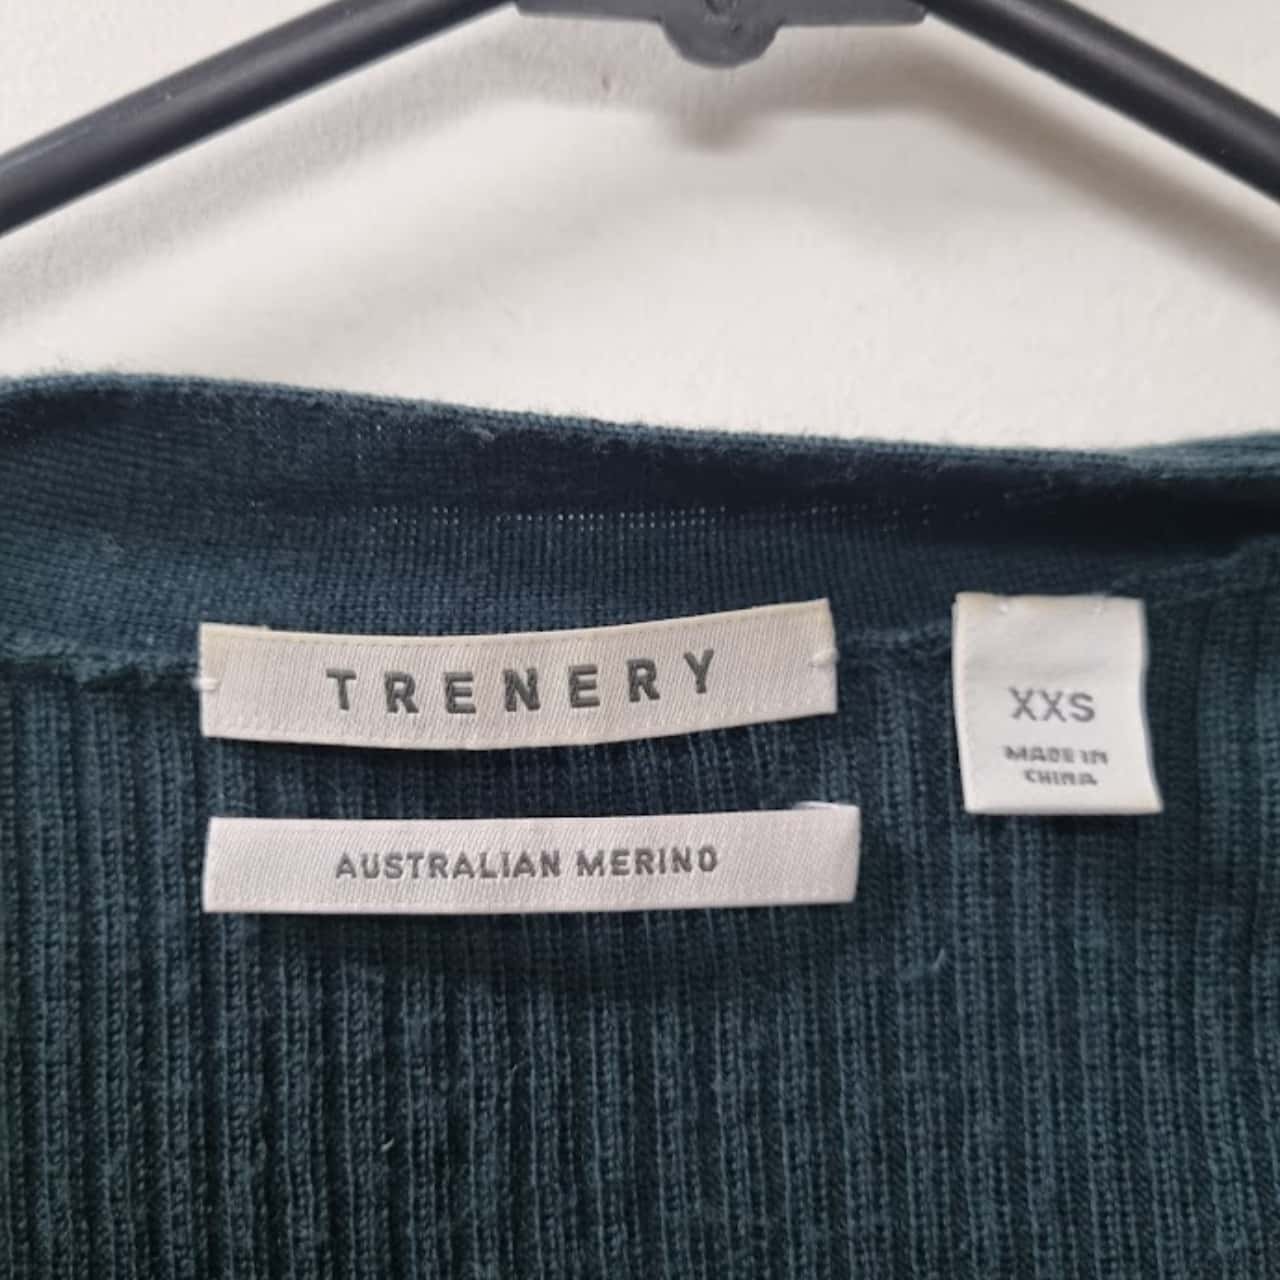 TRENERY
XXS
MADE IN
CHINA
AUSTRALIAN MERINO